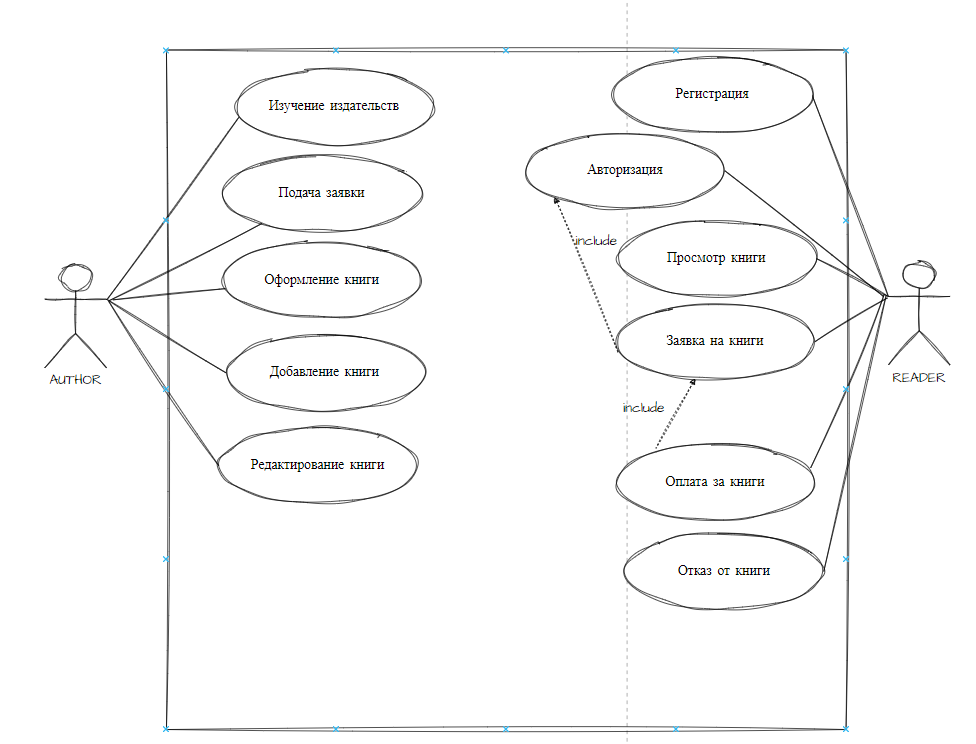 Изучение издательств
Регистрация
Авторизация
Подача заявки
include
Просмотр книги
Оформление книги
Заявка на книги
Добавление книги
AUTHOR
READER
include
Редактирование книги
Оплата за книги
Отказ от книги